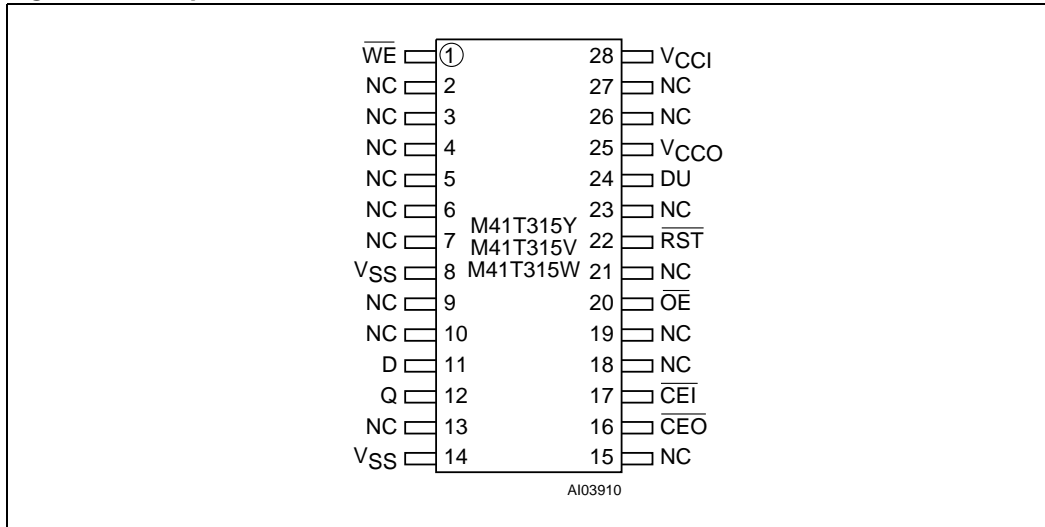 WE 1 28 VCCI
NC 2 27 NC
NC 3 26 NC
NC 4 25 VCCO
NC 5 24 DU
NC 6 23 NC
M41T315Y
NC 7 22 RST
M41T315V
VSS 8 M41T315W 21 NC
NC 9 20 OE
NC 10 19 NC
D 11 18 NC
Q 12 17 CEI
NC 13 16 CEO
VSS 14 15 NC
AI03910